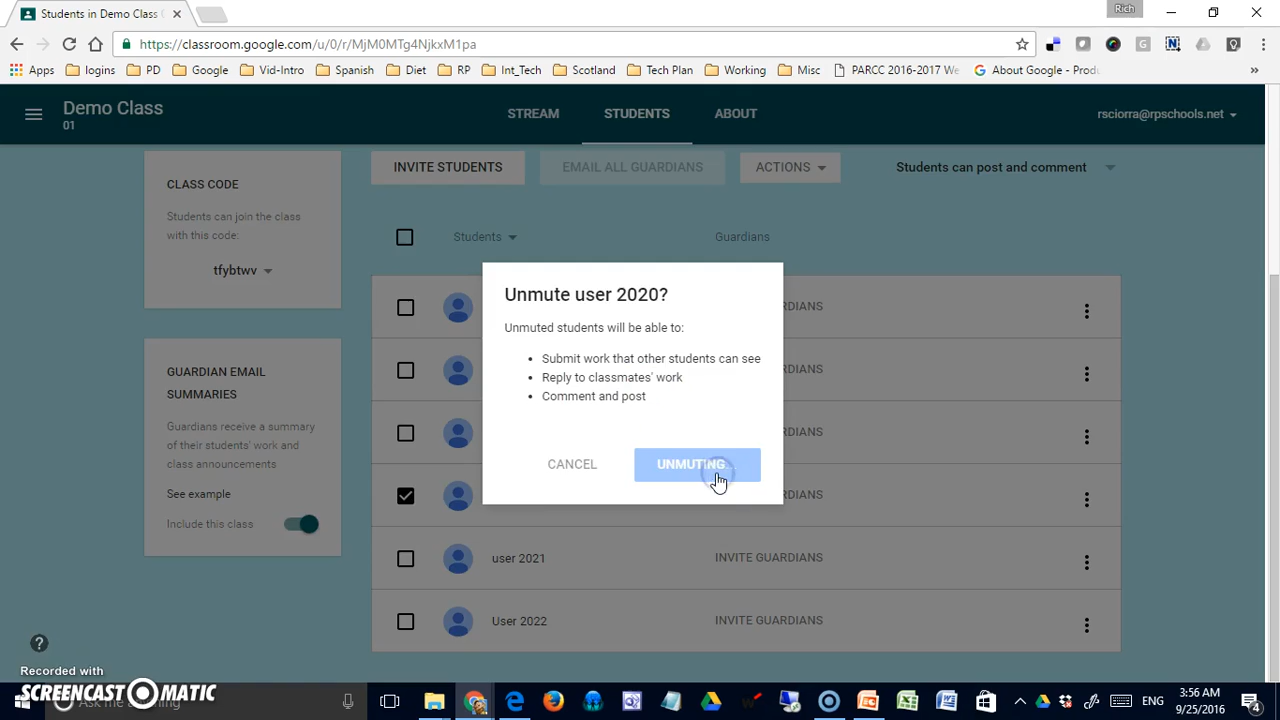 Students in Demo Class
Rich
https://classroom.google.com/u/0/r/MjM0MTg4NjkxM1pa
Apps logins PD Google Vid-Intro Spanish Diet RP Int_Tech Scotland Tech Plan Working Misc PARCC 2016-2017 We About Google - Produ »
Demo Class
01
STREAM STUDENTS ABOUT
rsciorra@rpschools.net
CLASS CODE
Students can join the class
with this code:
tfybtwv
GUARDIAN EMAIL
SUMMARIES
Guardians receive a summary
of their students' work and
class announcements
See example
Include this class
INVITE STUDENTS EMAIL ALL GUARDIANS ACTIONS Students can post and comment
Students Guardians
Unmute user 2020?
Unmuted students will be able to:
• Submit work that other students can see
• Reply to classmates' work
• Comment and post
CANCEL UNMUTING...
user 2021 INVITE GUARDIANS
User 2022 INVITE GUARDIANS
?
Recorded with
SCREENCAST-O-MATIC
ENG
3:56 AM
9/25/2016
4